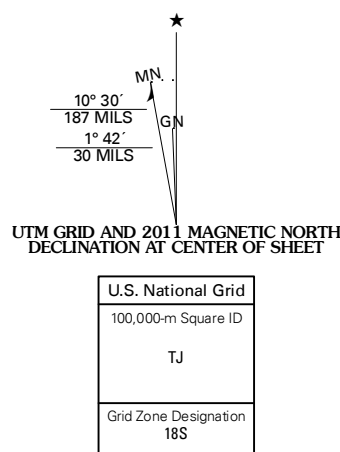 ★
MN
10° 30´
187 MILS
GN
1° 42´
30 MILS
UTM GRID AND 2011 MAGNETIC NORTH
DECLINATION AT CENTER OF SHEET
U.S. National Grid
100,000-m Square ID
TJ
Grid Zone Designation
18S